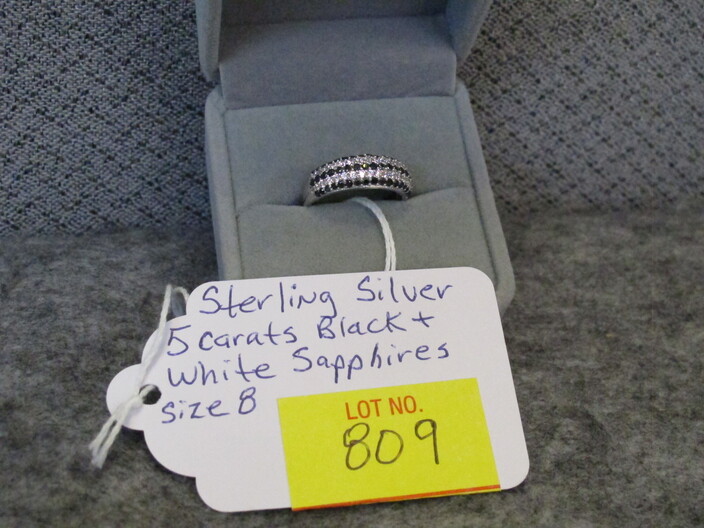 Sterling Silver
5 carats Black +
White Sapphires
Size 8
LOT NO.
809